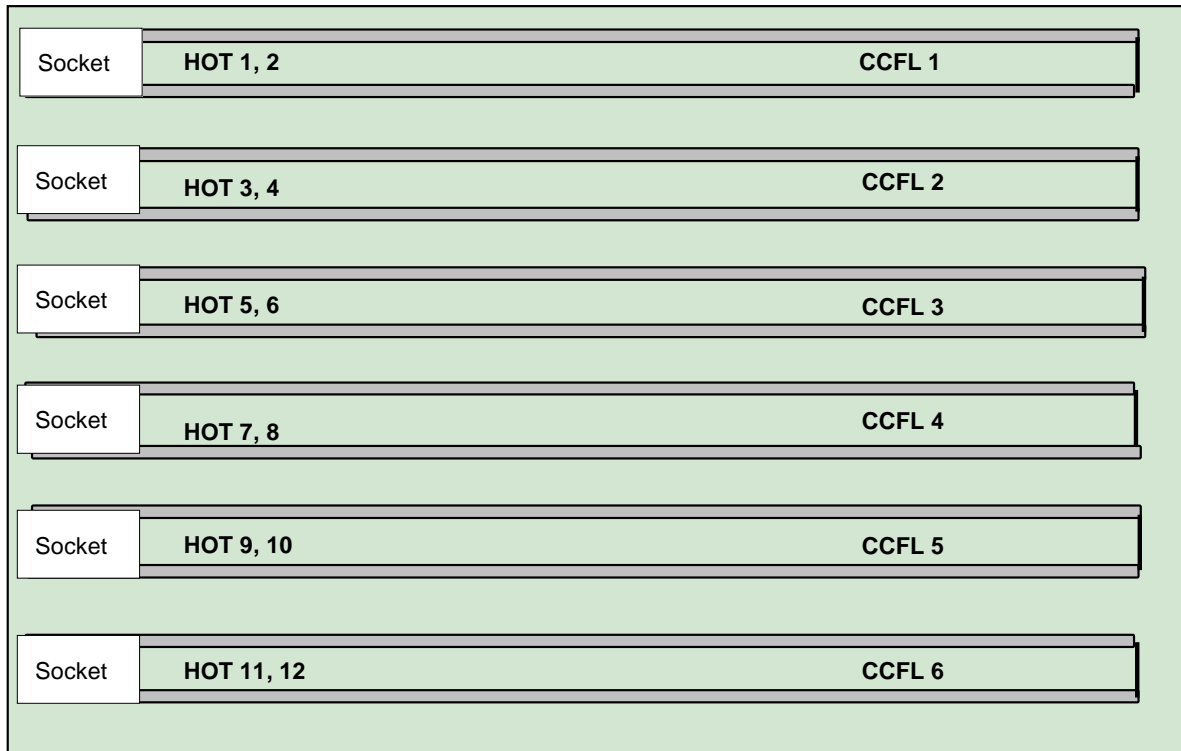 Socket HOT 1, 2 CCFL 1
Socket HOT 3, 4 CCFL 2
Socket HOT 5, 6 CCFL 3
Socket HOT 7, 8 CCFL 4
Socket HOT 9, 10 CCFL 5
Socket HOT 11, 12 CCFL 6